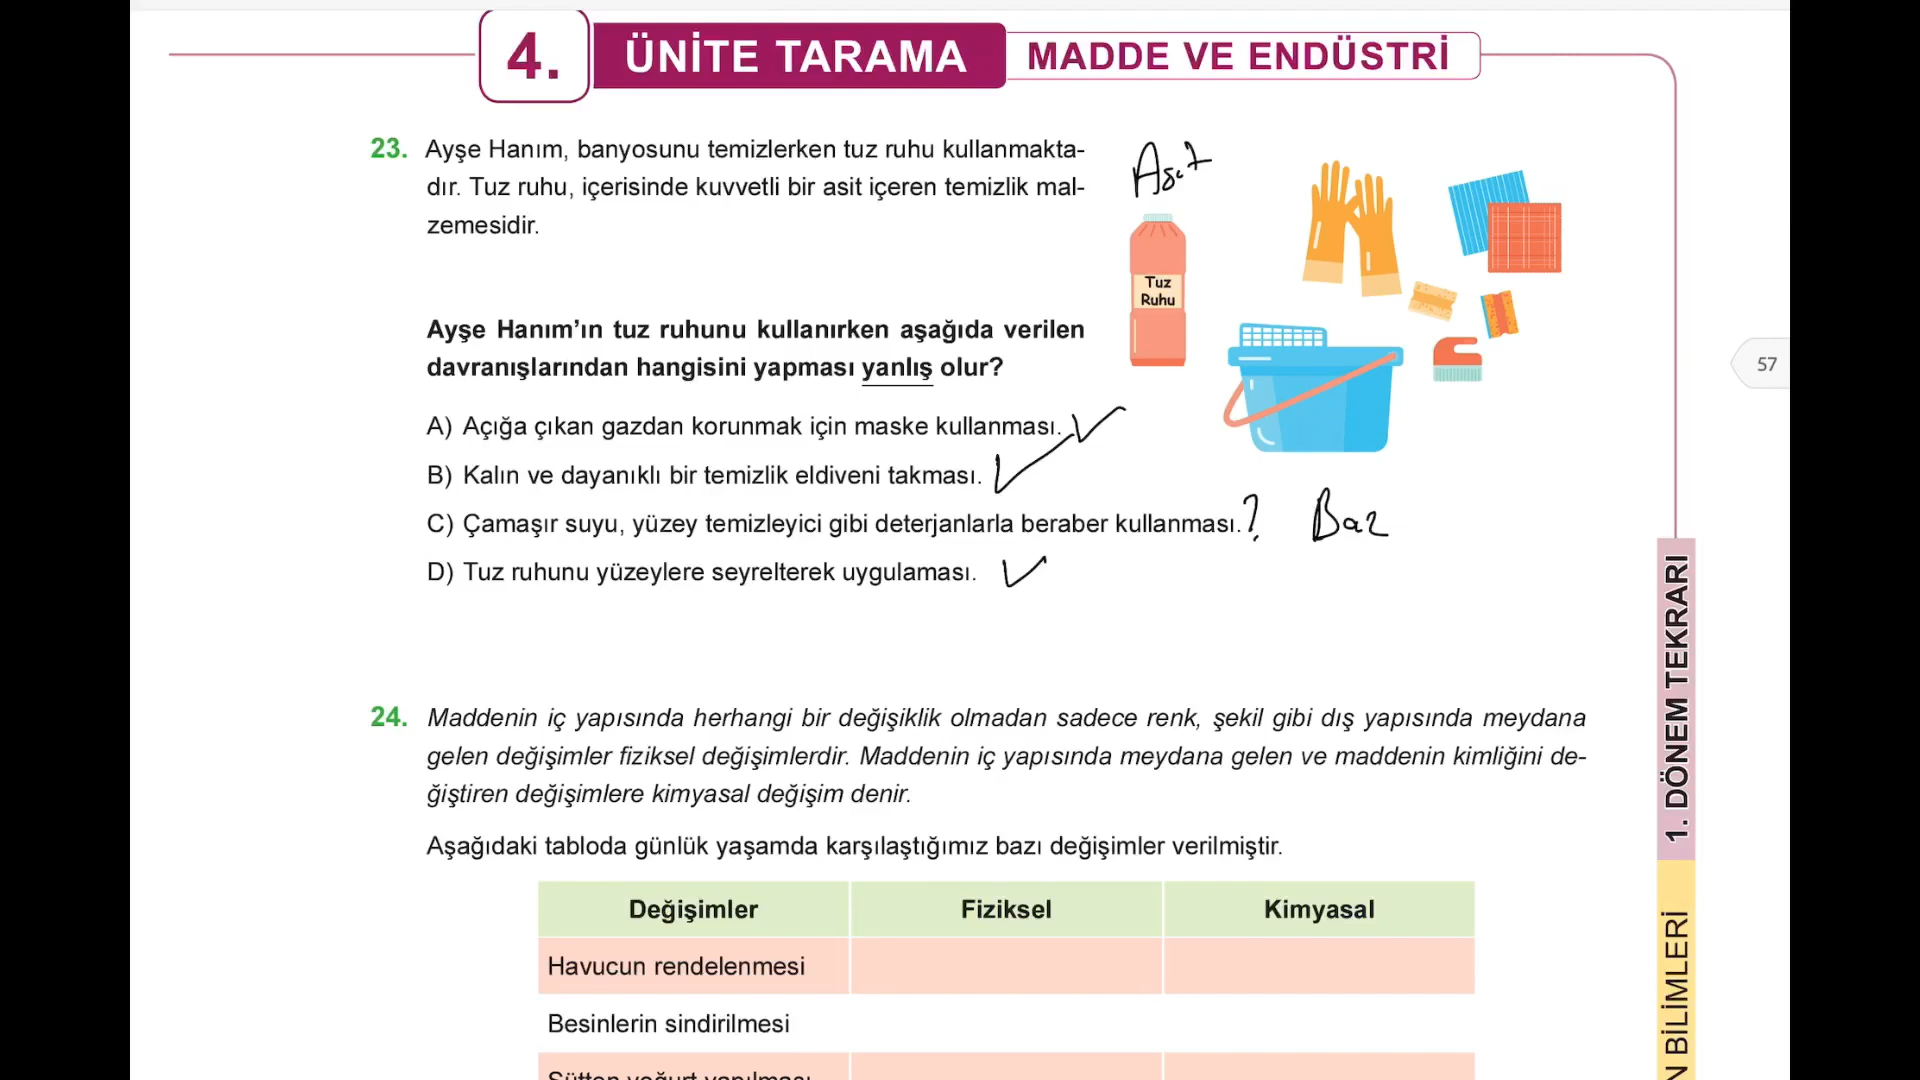 4. ÜNİTE TARAMA MADDE VE ENDÜSTRİ
23. Ayşe Hanım, banyosunu temizlerken tuz ruhu kullanmakta-
dır. Tuz ruhu, içerisinde kuvvetli bir asit içeren temizlik mal-
zemesidir.
Asit
Tuz
Ruhu
Ayşe Hanım’ın tuz ruhunu kullanırken aşağıda verilen
davranışlarından hangisini yapması yanlış olur?
A) Açığa çıkan gazdan korunmak için maske kullanması.
B) Kalın ve dayanıklı bir temizlik eldiveni takması.
C) Çamaşır suyu, yüzey temizleyici gibi deterjanlarla beraber kullanması. ? Baz
D) Tuz ruhunu yüzeylere seyrelterek uygulaması.
57
24. Maddenin iç yapısında herhangi bir değişiklik olmadan sadece renk, şekil gibi dış yapısında meydana
gelen değişimler fiziksel değişimlerdir. Maddenin iç yapısında meydana gelen ve maddenin kimliğini de-
ğiştiren değişimlere kimyasal değişim denir.
Aşağıdaki tabloda günlük yaşamda karşılaştığımız bazı değişimler verilmiştir.
Değişimler Fiziksel Kimyasal
Havucun rendelenmesi
Besinlerin sindirilmesi
Sütten yoğurt yapılması
1. DÖNEM TEKRARI
N BİLİMLERİ